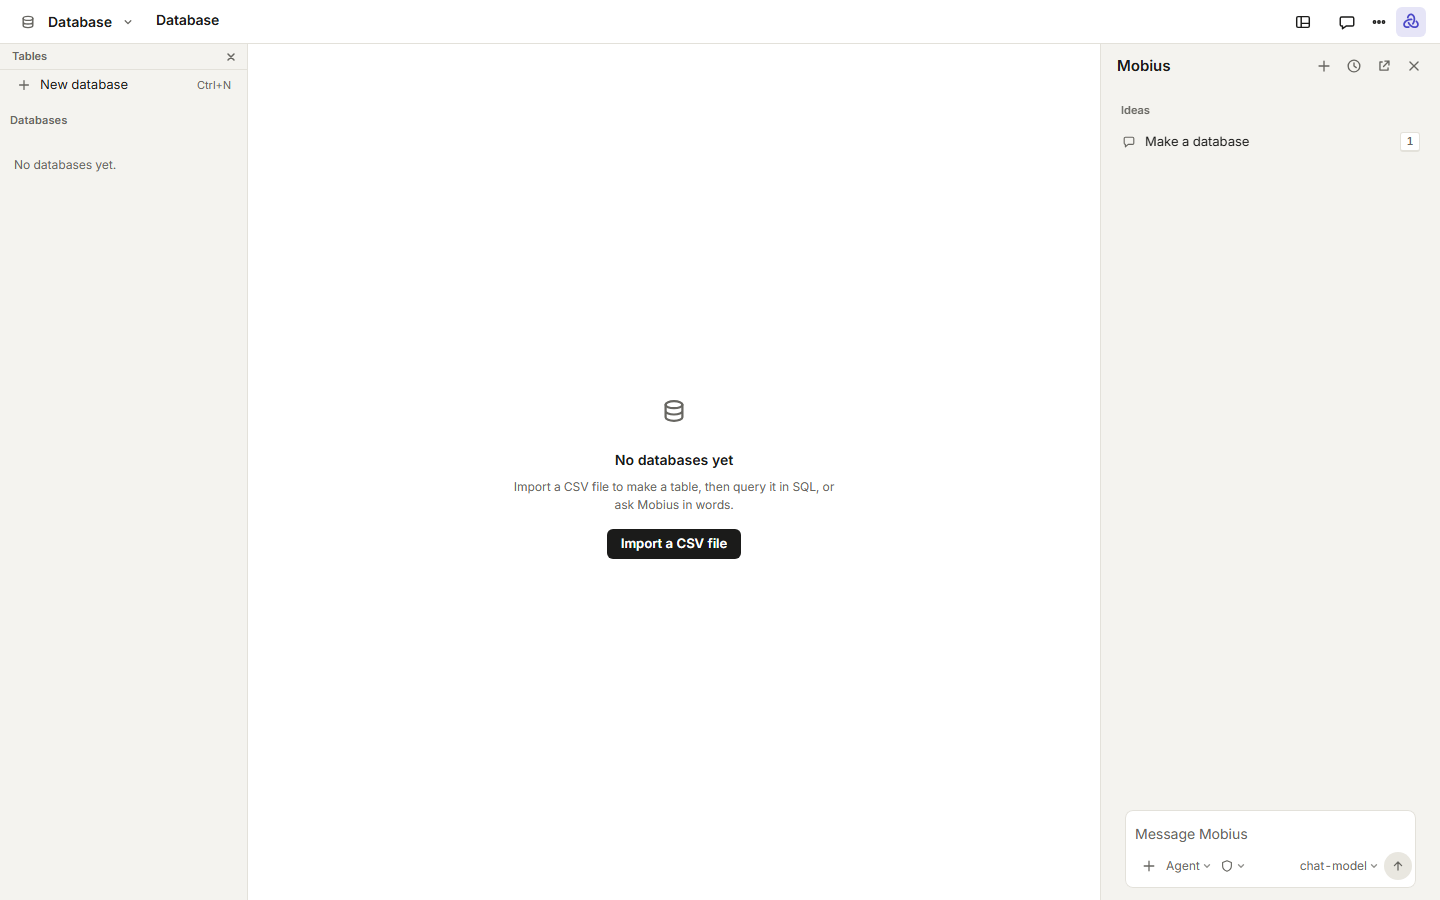 Database
Database
Tables
New database
Ctrl+N
Databases
No databases yet.
No databases yet
Import a CSV file to make a table, then query it in SQL, or
ask Mobius in words.
Import a CSV file
Mobius
Ideas
Make a database
1
Message Mobius
Agent
chat-model